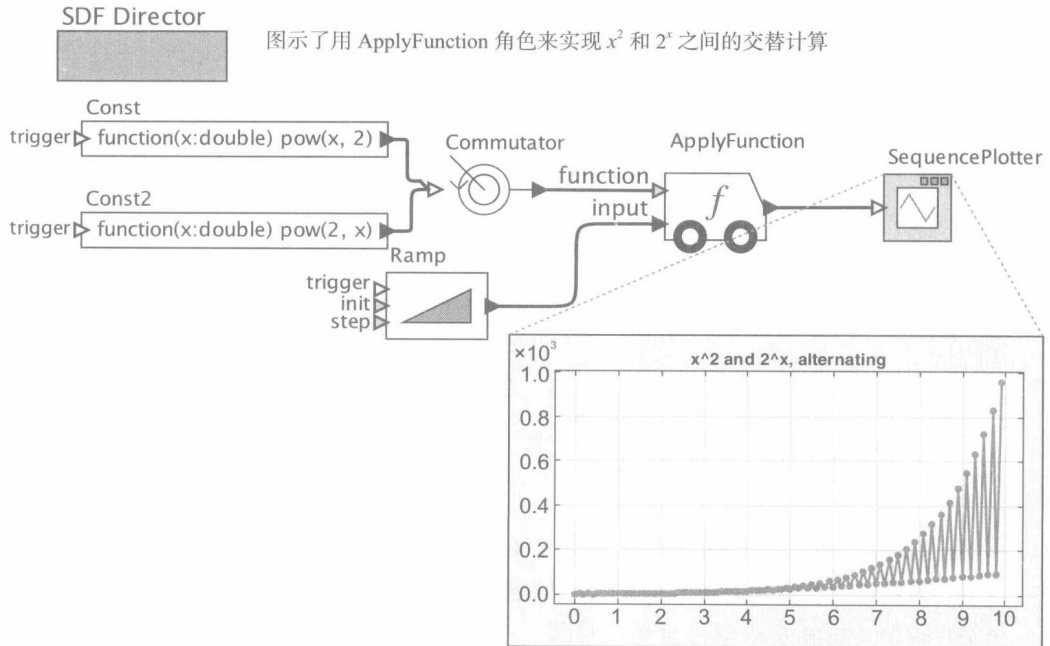 SDF Director
图示了用 ApplyFunction 角色来实现 x² 和 2ˣ 之间的交替计算
Const
trigger
function(x:double) pow(x, 2)
Commutator
ApplyFunction
SequencePlotter
function
f
input
Const2
trigger
function(x:double) pow(2, x)
Ramp
trigger
init
step
×10³
x^2 and 2^x, alternating
1.0
0.8
0.6
0.4
0.2
0.0
0 1 2 3 4 5 6 7 8 9 10